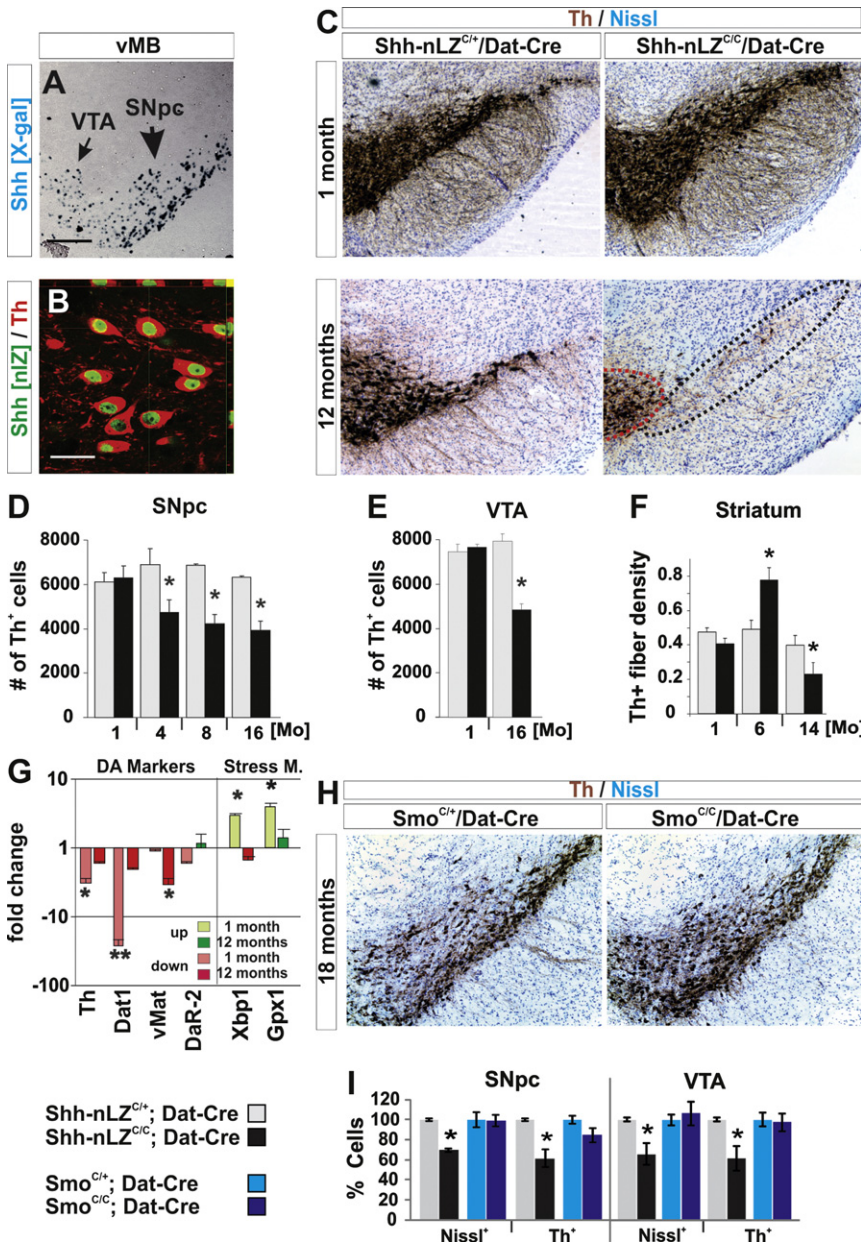 vMB
A
VTA
SNpc
Shh [X-gal]
B
Shh [nlZ] / Th
C
Th / Nissl
Shh-nLZC/+/Dat-Cre
Shh-nLZC/C/Dat-Cre
1 month
12 months
D
SNpc
# of Th+ cells
8000
6000
4000
2000
0
*
*
*
1 4 8 16 [Mo]
E
VTA
# of Th+ cells
8000
6000
4000
2000
0
*
1 16 [Mo]
F
Striatum
Th+ fiber density
0.8
0.6
0.4
0.2
0
*
*
1 6 14 [Mo]
G
DA Markers
Stress M.
fold change
10
1
-10
-100
*
**
*
*
*
up
1 month
12 months
down
1 month
12 months
Th
Dat1
vMat
DaR-2
Xbp1
Gpx1
H
Th / Nissl
SmoC/+/Dat-Cre
SmoC/C/Dat-Cre
18 months
Shh-nLZC/+; Dat-Cre
Shh-nLZC/C; Dat-Cre
SmoC/+; Dat-Cre
SmoC/C; Dat-Cre
I
SNpc
VTA
% Cells
120
100
80
60
40
20
0
*
*
*
*
Nissl+
Th+
Nissl+
Th+